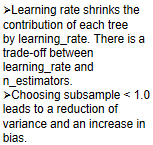 ➢Learning rate shrinks the
contribution of each tree
by learning_rate. There is a
trade-off between
learning_rate and
n_estimators.
➢Choosing subsample < 1.0
leads to a reduction of
variance and an increase in
bias.